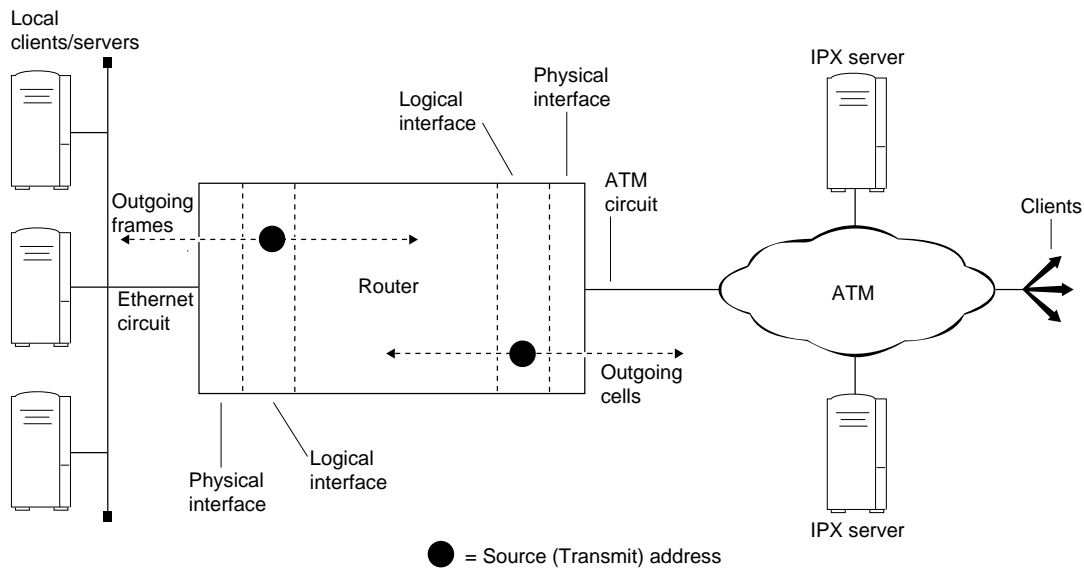 Local
clients/servers
IPX server
Physical
interface
Logical
interface
ATM
circuit
Outgoing
frames
Clients
Router
Ethernet
circuit
ATM
Outgoing
cells
Logical
interface
Physical
interface
IPX server
= Source (Transmit) address